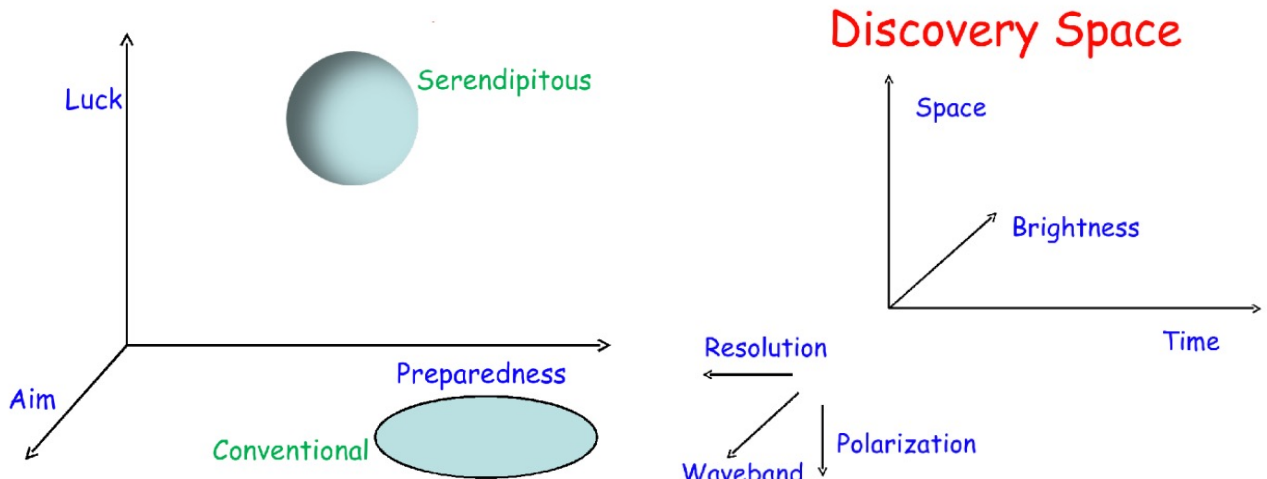 Luck
Serendipitous
Preparedness
Aim
Conventional
Discovery Space
Space
Brightness
Time
Resolution
Polarization
Waveband